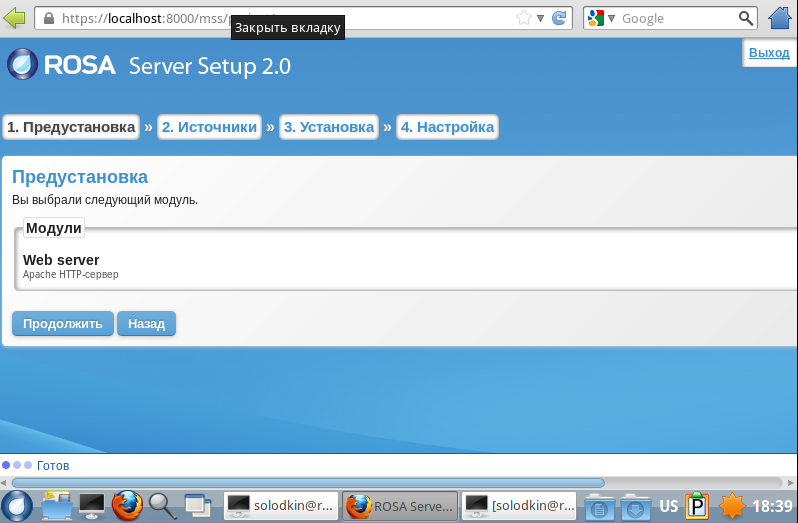 https://localhost:8000/mss/
Google
Закрыть вкладку
Выход
ROSA Server Setup 2.0
1. Предустановка » 2. Источники » 3. Установка » 4. Настройка
Предустановка
Вы выбрали следующий модуль.
Модули
Web server
Apache HTTP-сервер
Продолжить Назад
Готов
solodkin@r... ROSA Serve... [solodkin@r... US P 18:39